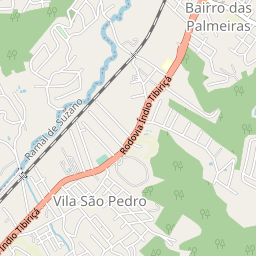 Bairro das
Palmeiras
Rodovia Índio Tibiriçá
Ramal de Suzano
Vila São Pedro
Índio Tibiriçá